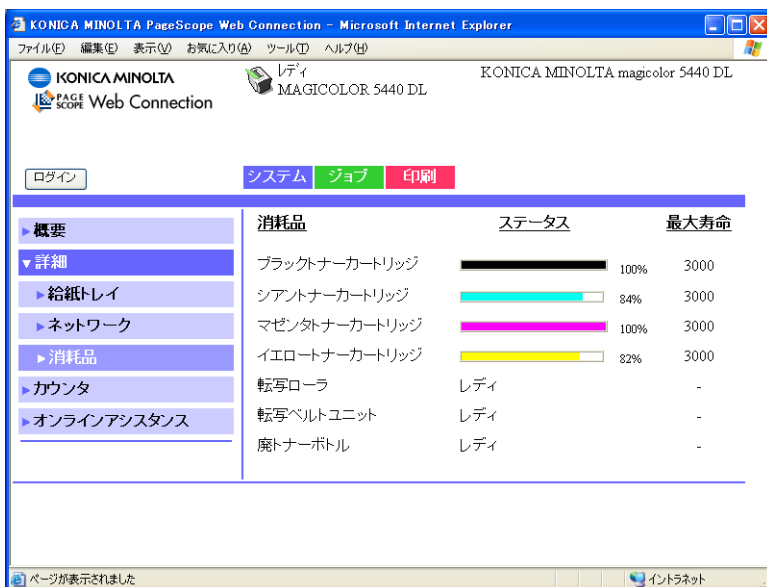 KONICA MINOLTA PageScope Web Connection - Microsoft Internet Explorer
ファイル(F) 編集(E) 表示(V) お気に入り(A) ツール(T) ヘルプ(H)
KONICA MINOLTA
PAGE SCOPE Web Connection
レディ
MAGICOLOR 5440 DL
KONICA MINOLTA magicolor 5440 DL
ログイン
システム ジョブ 印刷
概要
詳細
給紙トレイ
ネットワーク
消耗品
カウンタ
オンラインアシスタンス
消耗品 ステータス 最大寿命
ブラックトナーカートリッジ 100% 3000
シアントナーカートリッジ 84% 3000
マゼンタトナーカートリッジ 100% 3000
イエロートナーカートリッジ 82% 3000
転写ローラ レディ -
転写ベルトユニット レディ -
廃トナーボトル レディ -
ページが表示されました
イントラネット